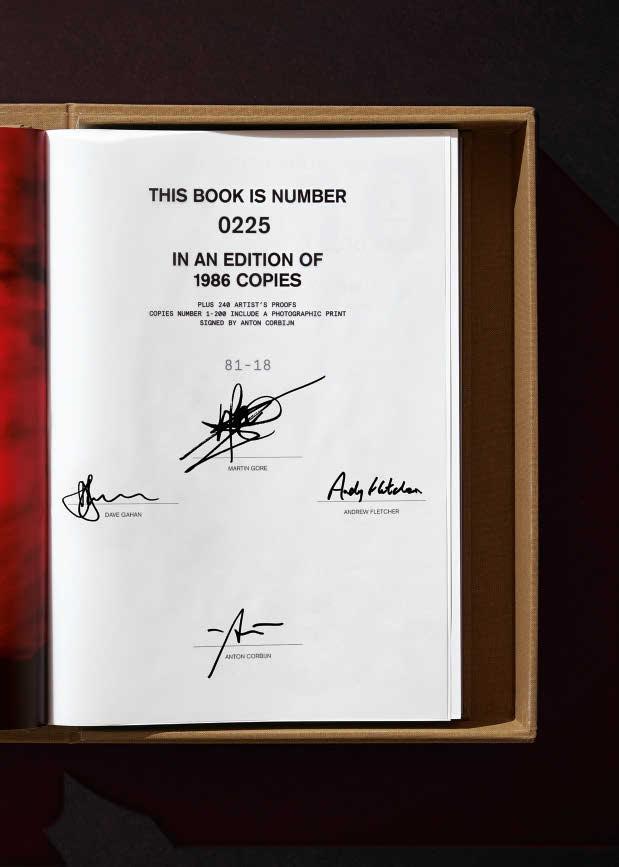 THIS BOOK IS NUMBER
0225
IN AN EDITION OF
1986 COPIES
PLUS 240 ARTIST'S PROOFS
COPIES NUMBER 1-200 INCLUDE A PHOTOGRAPHIC PRINT
SIGNED BY ANTON CORBIJN
81-18
MARTIN GORE
DAVE GAHAN
Andy Fletcher
ANDREW FLETCHER
ANTON CORBIJN